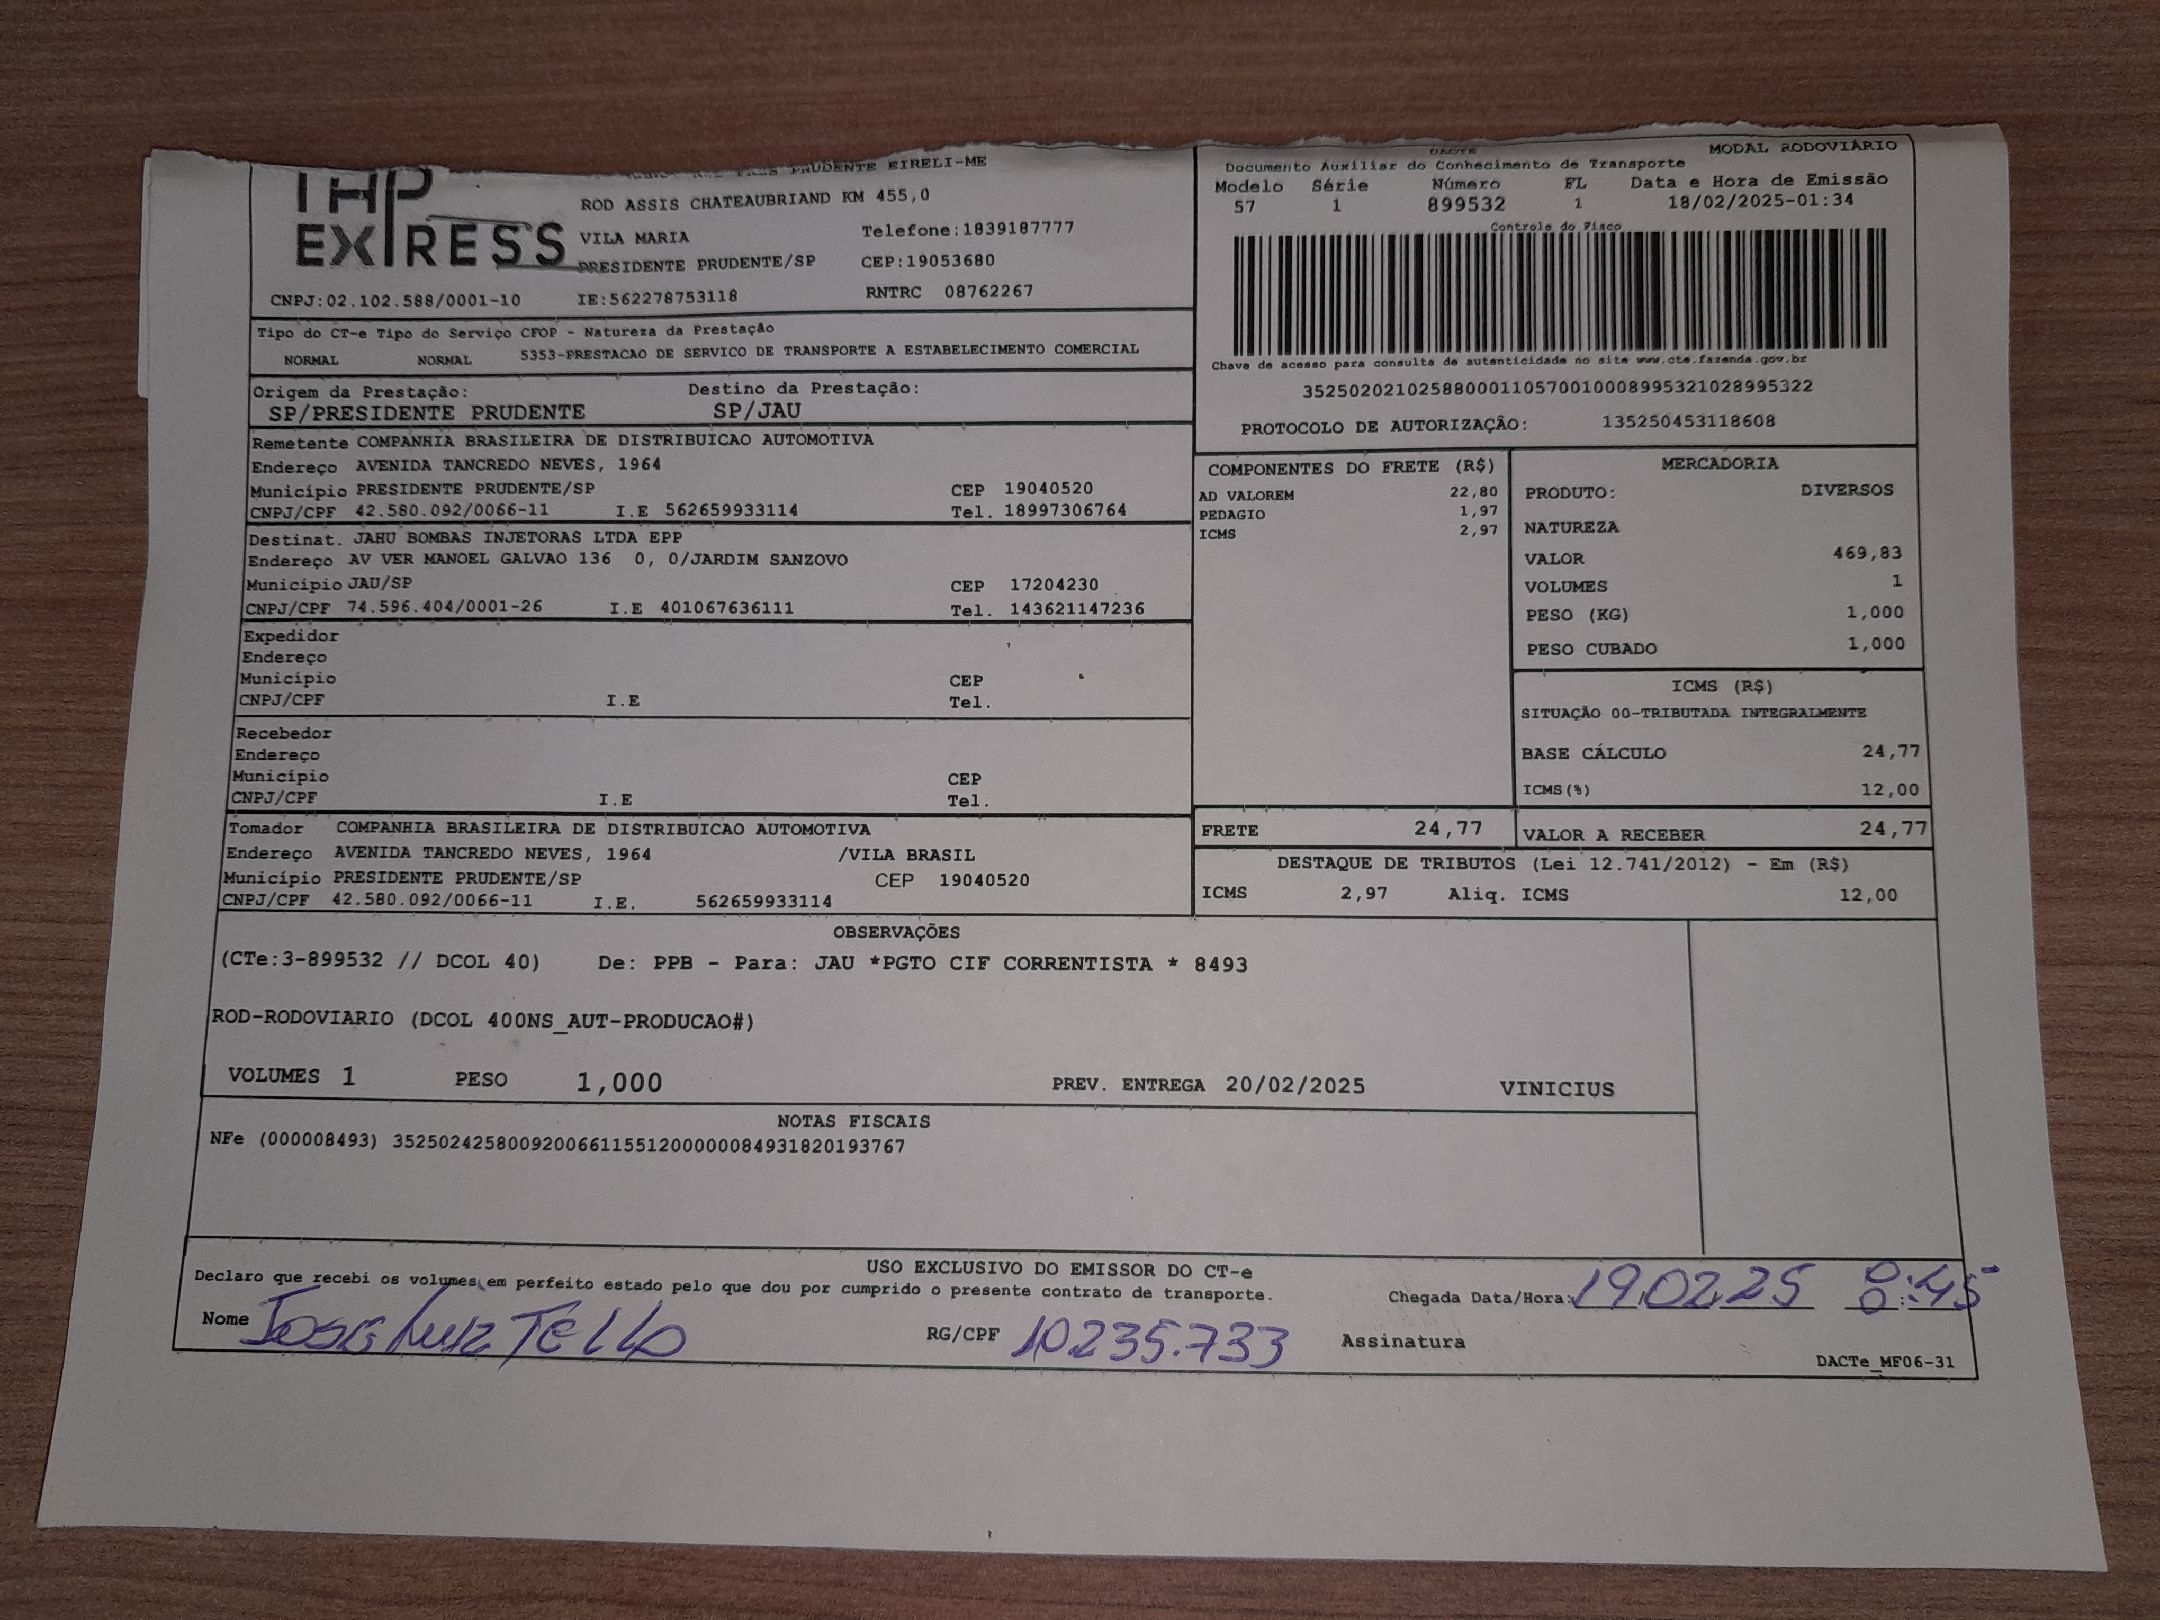 PRUDENTE EIRELI-ME
EXPRESS
ROD ASSIS CHATEAUBRIAND KM 455,0
VILA MARIA Telefone:1839187777
PRESIDENTE PRUDENTE/SP CEP:19053680
CNPJ:02.102.588/0001-10 IE:562278753118 RNTRC 08762267
DACTE MODAL RODOVIÁRIO
Documento Auxiliar do Conhecimento de Transporte
Modelo Série Número FL Data e Hora de Emissão
57 1 899532 1 18/02/2025-01:34
Controle do Fisco
Chave de acesso para consulta de autenticidade no site www.cte.fazenda.gov.br
35250202102588000110570010008995321028995322
PROTOCOLO DE AUTORIZAÇÃO: 135250453118608
Tipo do CT-e Tipo do Serviço CFOP - Natureza da Prestação
NORMAL NORMAL 5353-PRESTACAO DE SERVICO DE TRANSPORTE A ESTABELECIMENTO COMERCIAL
Origem da Prestação: Destino da Prestação:
SP/PRESIDENTE PRUDENTE SP/JAU
Remetente COMPANHIA BRASILEIRA DE DISTRIBUICAO AUTOMOTIVA
Endereço AVENIDA TANCREDO NEVES, 1964
Município PRESIDENTE PRUDENTE/SP CEP 19040520
CNPJ/CPF 42.580.092/0066-11 I.E 562659933114 Tel. 18997306764
Destinat. JAHU BOMBAS INJETORAS LTDA EPP
Endereço AV VER MANOEL GALVAO 136 0, 0/JARDIM SANZOVO
Município JAU/SP CEP 17204230
CNPJ/CPF 74.596.404/0001-26 I.E 401067636111 Tel. 143621147236
Expedidor
Endereço
Município CEP
CNPJ/CPF I.E Tel.
Recebedor
Endereço
Município CEP
CNPJ/CPF I.E Tel.
Tomador COMPANHIA BRASILEIRA DE DISTRIBUICAO AUTOMOTIVA
Endereço AVENIDA TANCREDO NEVES, 1964 /VILA BRASIL
Município PRESIDENTE PRUDENTE/SP CEP 19040520
CNPJ/CPF 42.580.092/0066-11 I.E. 562659933114
COMPONENTES DO FRETE (R$)
AD VALOREM 22,80
PEDAGIO 1,97
ICMS 2,97
MERCADORIA
PRODUTO: DIVERSOS
NATUREZA
VALOR 469,83
VOLUMES 1
PESO (KG) 1,000
PESO CUBADO 1,000
ICMS (R$)
SITUAÇÃO 00-TRIBUTADA INTEGRALMENTE
BASE CÁLCULO 24,77
ICMS(%) 12,00
FRETE 24,77 VALOR A RECEBER 24,77
DESTAQUE DE TRIBUTOS (Lei 12.741/2012) - Em (R$)
ICMS 2,97 Aliq. ICMS 12,00
OBSERVAÇÕES
(CTe:3-899532 // DCOL 40) De: PPB - Para: JAU *PGTO CIF CORRENTISTA * 8493
ROD-RODOVIARIO (DCOL 400NS_AUT-PRODUCAO#)
VOLUMES 1 PESO 1,000 PREV. ENTREGA 20/02/2025 VINICIUS
NOTAS FISCAIS
NFe (000008493) 35250242580092006611551200000084931820193767
USO EXCLUSIVO DO EMISSOR DO CT-e
Declaro que recebi os volumes em perfeito estado pelo que dou por cumprido o presente contrato de transporte. Chegada Data/Hora: 19.02.25 8:45
Nome José Luiz TELLO RG/CPF 10.235.733 Assinatura
DACTe_MF06-31